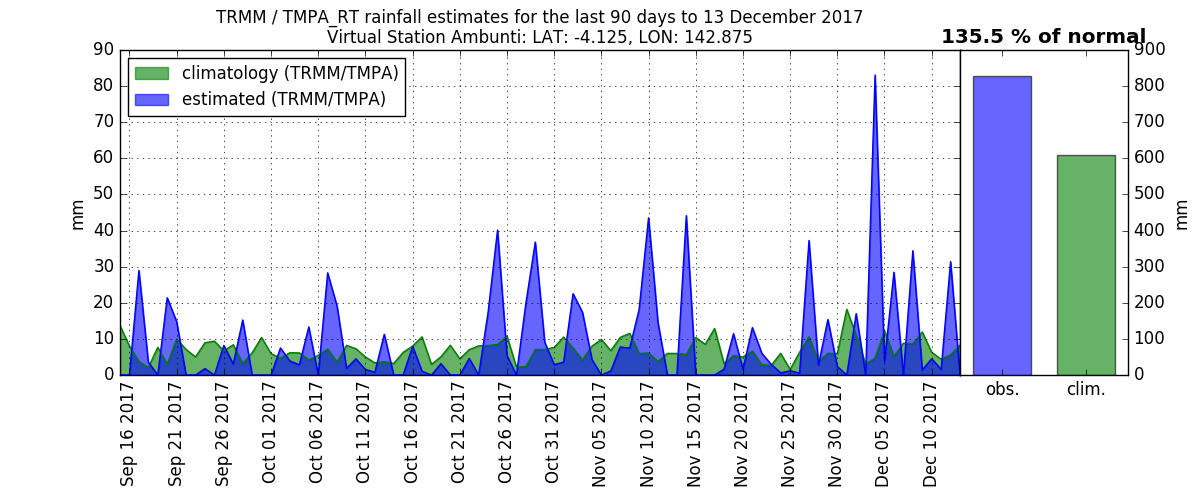 TRMM / TMPA_RT rainfall estimates for the last 90 days to 13 December 2017
Virtual Station Ambunti: LAT: -4.125, LON: 142.875
135.5 % of normal
climatology (TRMM/TMPA)
estimated (TRMM/TMPA)
mm
90
80
70
60
50
40
30
20
10
0
Sep 16 2017
Sep 21 2017
Sep 26 2017
Oct 01 2017
Oct 06 2017
Oct 11 2017
Oct 16 2017
Oct 21 2017
Oct 26 2017
Oct 31 2017
Nov 05 2017
Nov 10 2017
Nov 15 2017
Nov 20 2017
Nov 25 2017
Nov 30 2017
Dec 05 2017
Dec 10 2017
obs.
clim.
900
800
700
600
500
400
300
200
100
0
mm